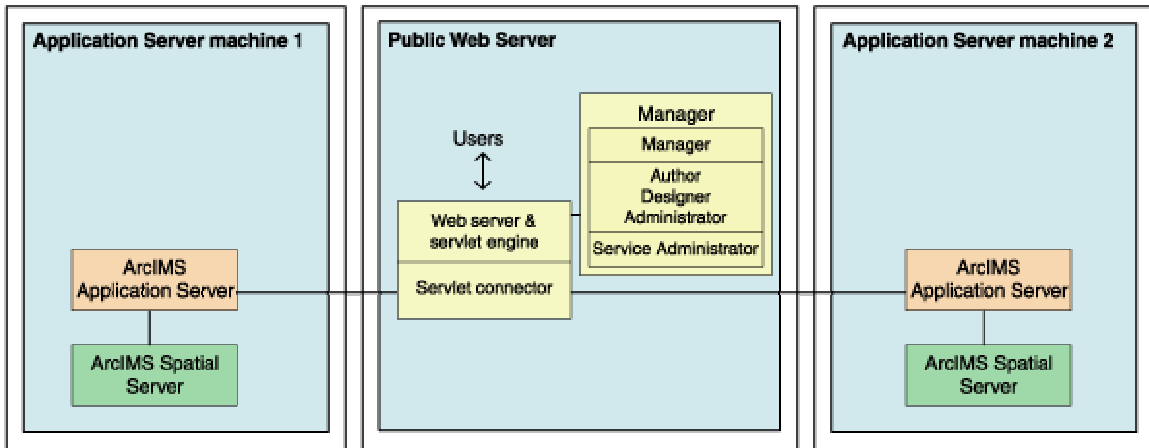 Application Server machine 1
ArcIMS
Application Server
ArcIMS Spatial
Server
Public Web Server
Users
Web server &
servlet engine
Servlet connector
Manager
Manager
Author
Designer
Administrator
Service Administrator
Application Server machine 2
ArcIMS
Application Server
ArcIMS Spatial
Server